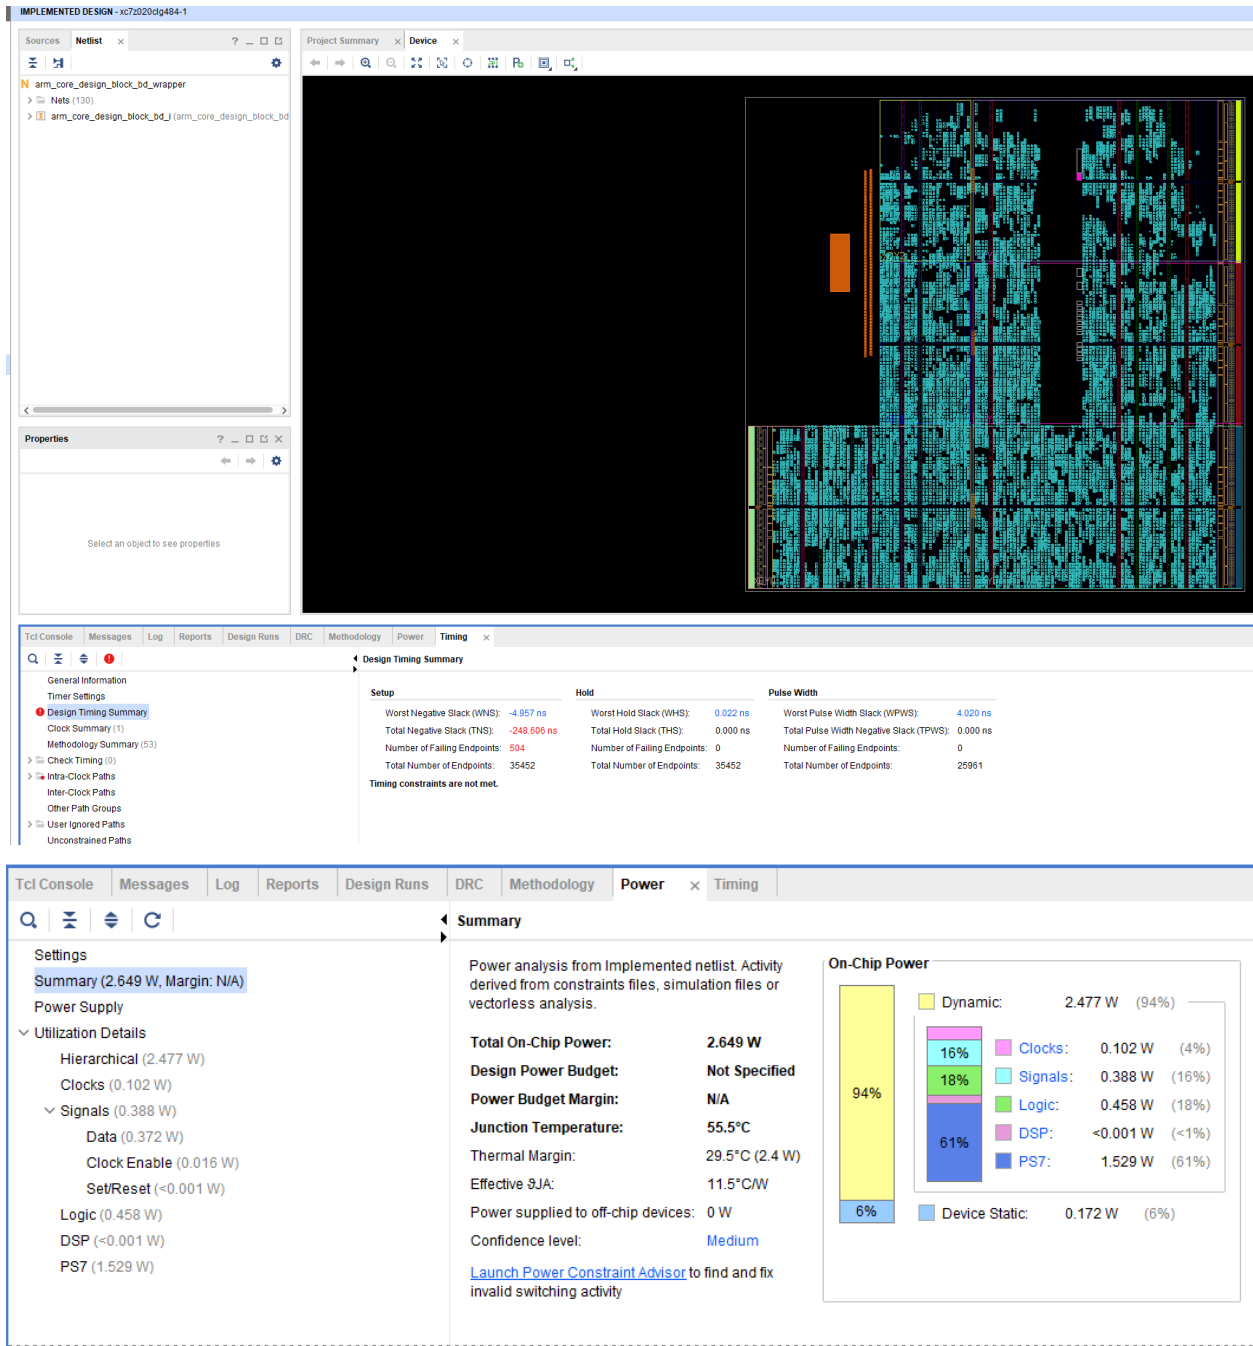 IMPLEMENTED DESIGN - xc7z020clg484-1
Sources Netlist × ? _
Project Summary × Device ×
N arm_core_design_block_bd_wrapper
> Nets (130)
> arm_core_design_block_bd_i (arm_core_design_block_bd
Properties ? _ ×
Select an object to see properties
Tcl Console Messages Log Reports Design Runs DRC Methodology Power Timing ×
Design Timing Summary
General Information
Timer Settings
Design Timing Summary
Clock Summary (1)
Methodology Summary (53)
> Check Timing (0)
> Intra-Clock Paths
Inter-Clock Paths
Other Path Groups
> User Ignored Paths
Unconstrained Paths
Setup Hold Pulse Width
Worst Negative Slack (WNS): -4.957 ns Worst Hold Slack (WHS): 0.022 ns Worst Pulse Width Slack (WPWS): 4.020 ns
Total Negative Slack (TNS): -248.606 ns Total Hold Slack (THS): 0.000 ns Total Pulse Width Negative Slack (TPWS): 0.000 ns
Number of Failing Endpoints: 504 Number of Failing Endpoints: 0 Number of Failing Endpoints: 0
Total Number of Endpoints: 35452 Total Number of Endpoints: 35452 Total Number of Endpoints: 25961
Timing constraints are not met.
Tcl Console Messages Log Reports Design Runs DRC Methodology Power × Timing
Summary
Settings
Summary (2.649 W, Margin: N/A)
Power Supply
Utilization Details
Hierarchical (2.477 W)
Clocks (0.102 W)
Signals (0.388 W)
Data (0.372 W)
Clock Enable (0.016 W)
Set/Reset (<0.001 W)
Logic (0.458 W)
DSP (<0.001 W)
PS7 (1.529 W)
Power analysis from Implemented netlist. Activity
derived from constraints files, simulation files or
vectorless analysis.
Total On-Chip Power: 2.649 W
Design Power Budget: Not Specified
Power Budget Margin: N/A
Junction Temperature: 55.5°C
Thermal Margin: 29.5°C (2.4 W)
Effective ϑJA: 11.5°C/W
Power supplied to off-chip devices: 0 W
Confidence level: Medium
Launch Power Constraint Advisor to find and fix
invalid switching activity
On-Chip Power
94%
6%
Dynamic: 2.477 W (94%)
16%
18%
61%
Clocks: 0.102 W (4%)
Signals: 0.388 W (16%)
Logic: 0.458 W (18%)
DSP: <0.001 W (<1%)
PS7: 1.529 W (61%)
Device Static: 0.172 W (6%)